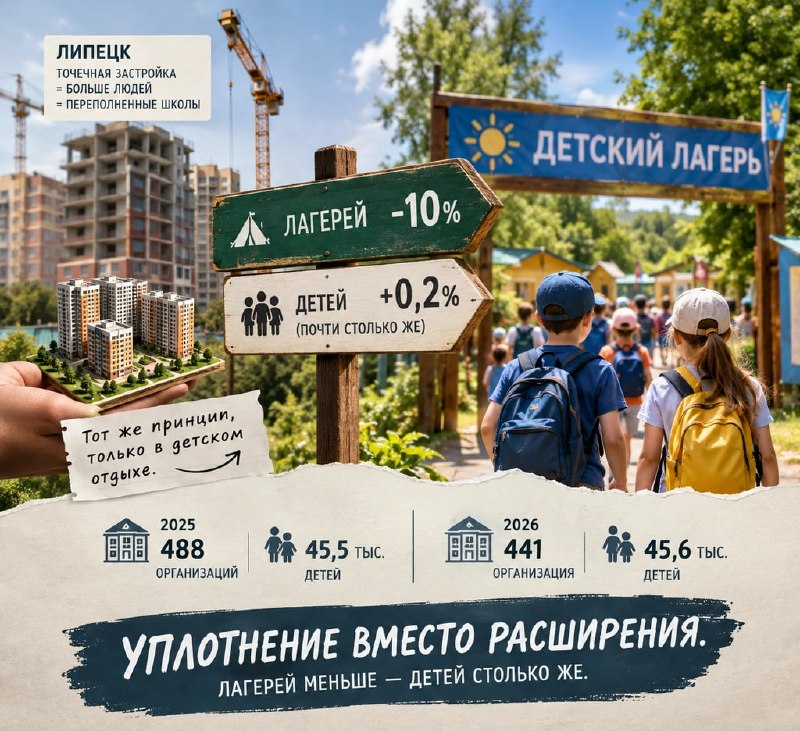 ЛИПЕЦК
ТОЧЕЧНАЯ ЗАСТРОЙКА
= БОЛЬШЕ ЛЮДЕЙ
= ПЕРЕПОЛНЕННЫЕ ШКОЛЫ
ДЕТСКИЙ ЛАГЕРЬ
ЛАГЕРЕЙ -10%
ДЕТЕЙ +0,2%
(ПОЧТИ СТОЛЬКО ЖЕ)
Тот же принцип,
только в детском
отдыхе.
2025
488
ОРГАНИЗАЦИЙ
45,5 ТЫС.
ДЕТЕЙ
2026
441
ОРГАНИЗАЦИЯ
45,6 ТЫС.
ДЕТЕЙ
УПЛОТНЕНИЕ ВМЕСТО РАСШИРЕНИЯ.
ЛАГЕРЕЙ МЕНЬШЕ — ДЕТЕЙ СТОЛЬКО ЖЕ.